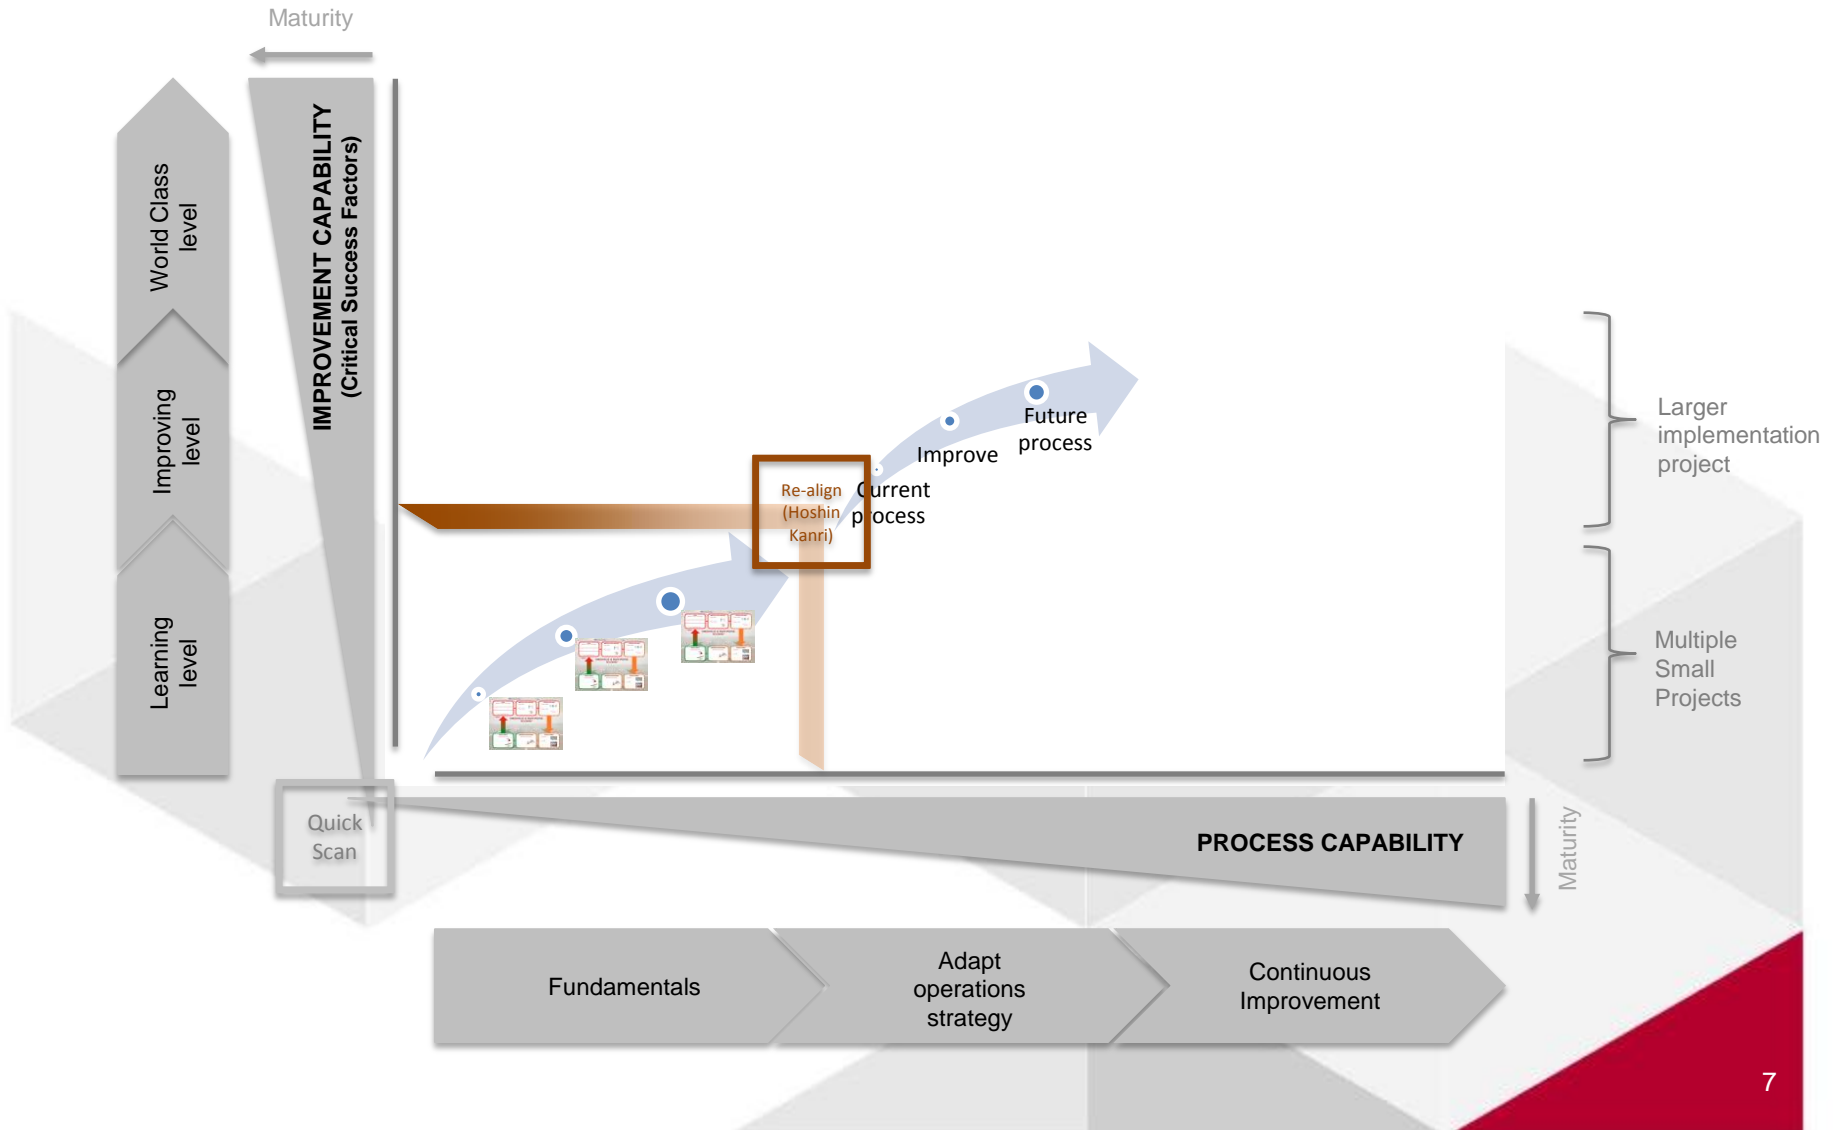 Maturity
World Class
level
Improving
level
Learning
level
IMPROVEMENT CAPABILITY
(Critical Success Factors)
Future
process
Improve
Current
process
Re-align
(Hoshin
Kanri)
Larger
implementation
project
Multiple
Small
Projects
Quick
Scan
PROCESS CAPABILITY
Maturity
Fundamentals
Adapt
operations
strategy
Continuous
Improvement
7